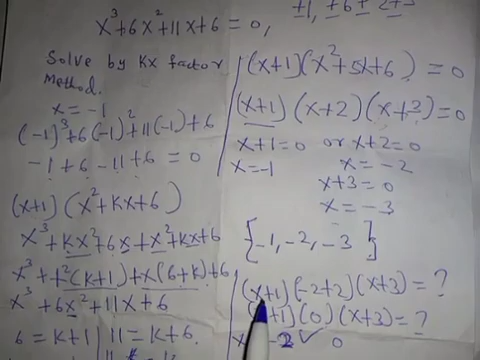 x³+6x²+11x+6=0,
Solve by Kx factor
Method.
x=-1
(-1)³+6(-1)²+11(-1)+6
-1+6-11+6=0
(x+1)(x²+Kx+6)
x³+Kx²+6x+x²+Kx+6
x³++²(K+1)+x(6+K)+6
x³+6x²+11x+6
6=K+1 | 11=K+6
±1, ±6 ±2 ±3
(x+1)(x²+5x+6)=0
(x+1)(x+2)(x+3)=0
x+1=0 or x+2=0
x=-1 x=-2
x+3=0
x=-3
{-1,-2,-3}
(x+1)(-2+2)(x+3)=?
(+1)(0)(x+3)=?
x -2 ✓ 0